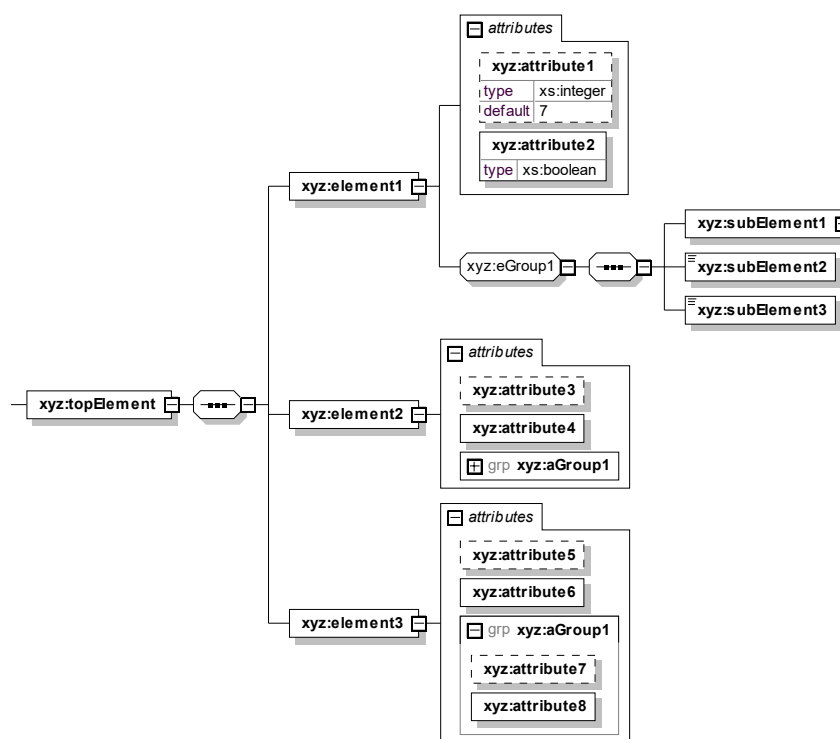 attributes
xyz:attribute1
type xs:integer
default 7
xyz:attribute2
type xs:boolean
xyz:element1
xyz:subElement1
xyz:eGroup1
xyz:subElement2
xyz:subElement3
attributes
xyz:attribute3
xyz:topElement
xyz:element2
xyz:attribute4
grp xyz:aGroup1
attributes
xyz:attribute5
xyz:attribute6
xyz:element3
grp xyz:aGroup1
xyz:attribute7
xyz:attribute8